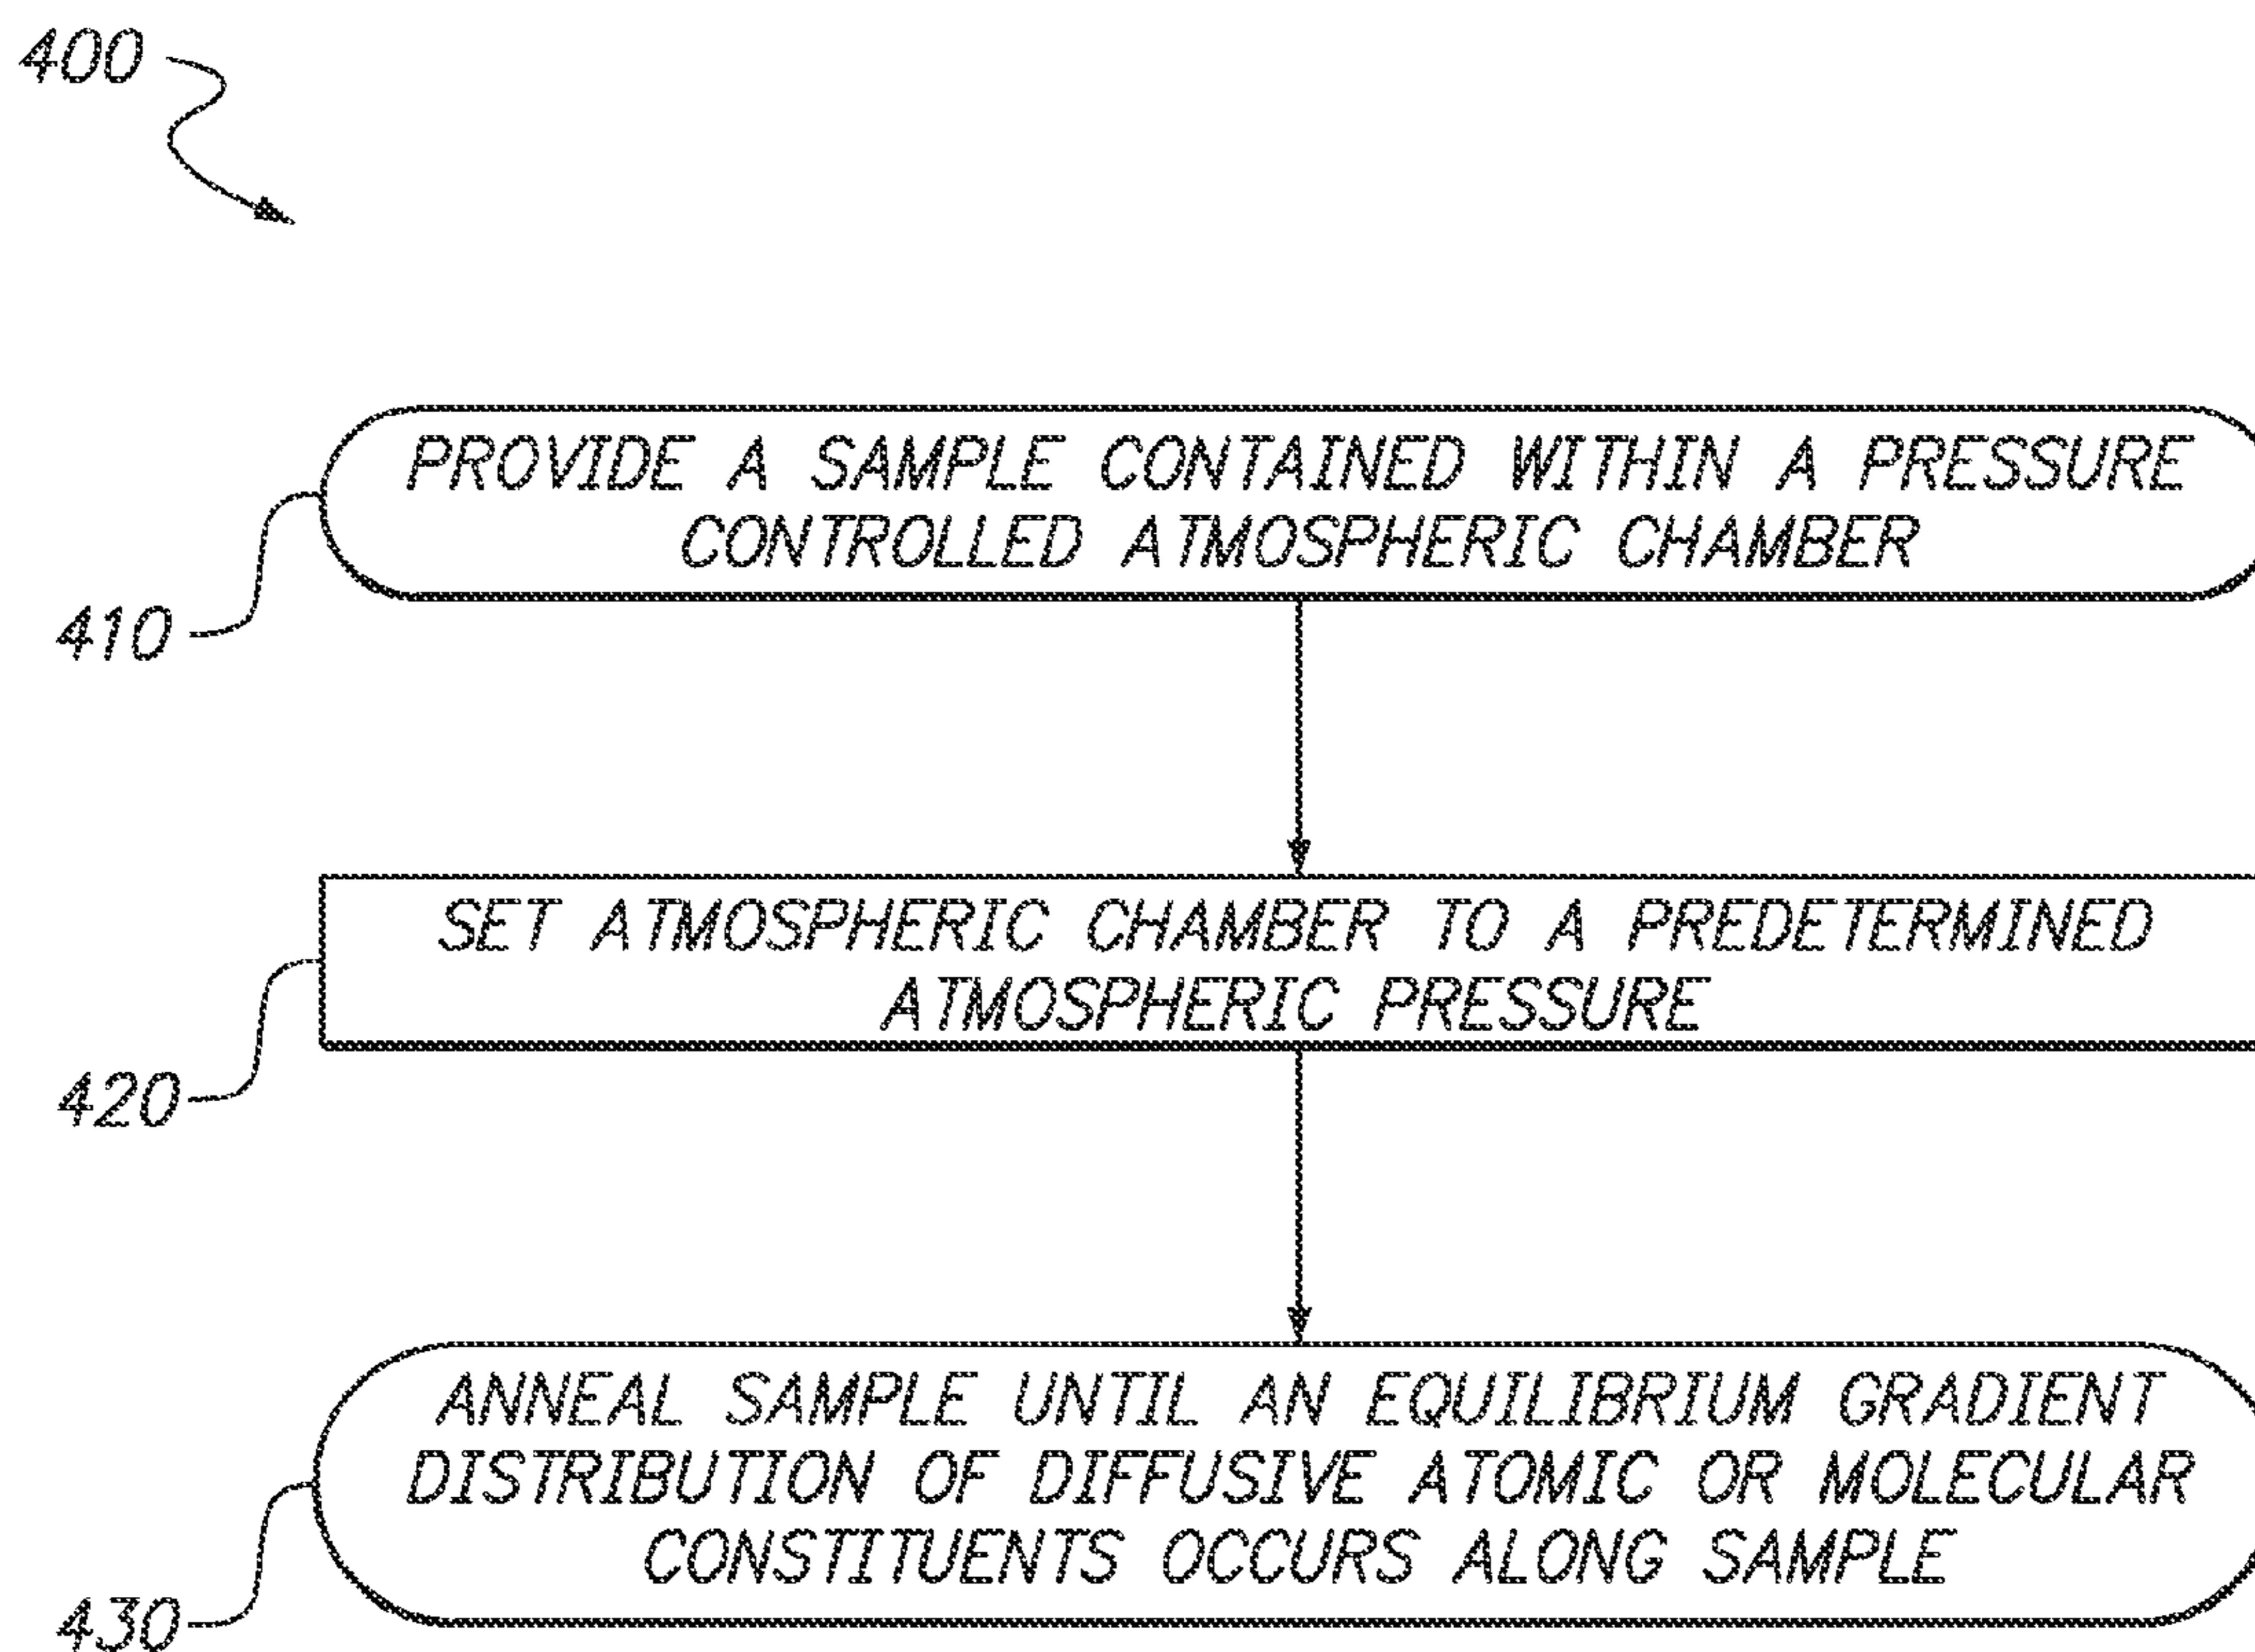 400
PROVIDE A SAMPLE CONTAINED WITHIN A PRESSURE
CONTROLLED ATMOSPHERIC CHAMBER
410
SET ATMOSPHERIC CHAMBER TO A PREDETERMINED
ATMOSPHERIC PRESSURE
420
ANNEAL SAMPLE UNTIL AN EQUILIBRIUM GRADIENT
DISTRIBUTION OF DIFFUSIVE ATOMIC OR MOLECULAR
CONSTITUENTS OCCURS ALONG SAMPLE
430